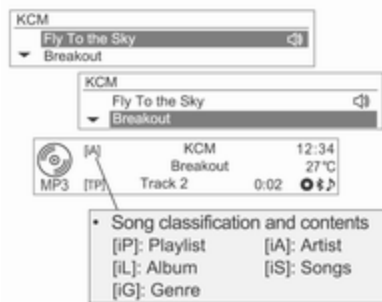 KCM
Fly To the Sky
Breakout
KCM
Fly To the Sky
Breakout
[iA] KCM 12:34
Breakout 27℃
MP3 [TP] Track 2 0:02
• Song classification and contents
[iP]: Playlist [iA]: Artist
[iL]: Album [iS]: Songs
[iG]: Genre